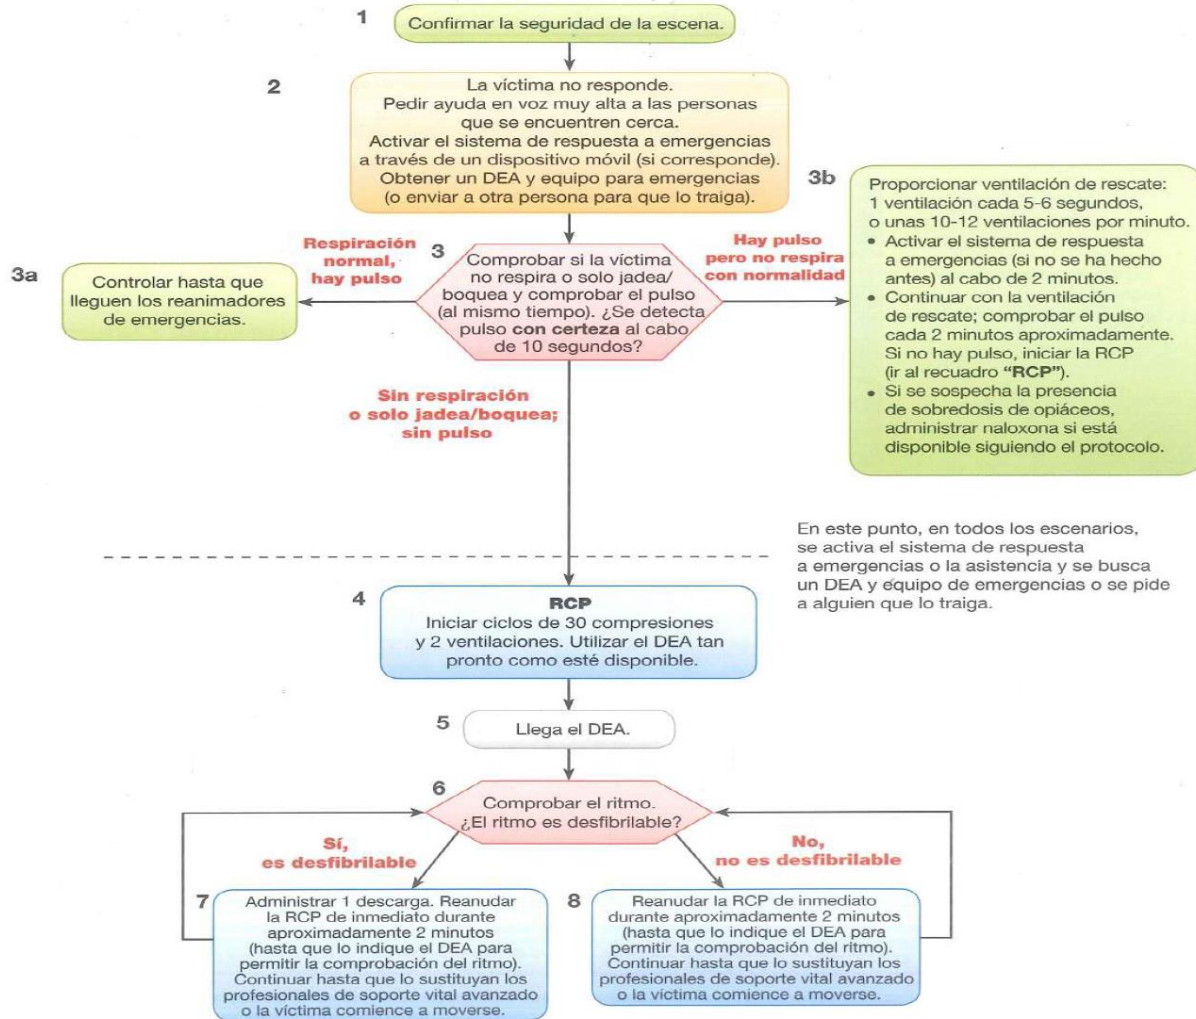 1
Confirmar la seguridad de la escena.
2
La víctima no responde.
Pedir ayuda en voz muy alta a las personas
que se encuentren cerca.
Activar el sistema de respuesta a emergencias
a través de un dispositivo móvil (si corresponde).
Obtener un DEA y equipo para emergencias
(o enviar a otra persona para que lo traiga).
3
Comprobar si la víctima
no respira o solo jadea/
boquea y comprobar el pulso
(al mismo tiempo). ¿Se detecta
pulso con certeza al cabo
de 10 segundos?
Respiración
normal,
hay pulso
3a
Controlar hasta que
lleguen los reanimadores
de emergencias.
Hay pulso
pero no respira
con normalidad
3b
Proporcionar ventilación de rescate:
1 ventilación cada 5-6 segundos,
o unas 10-12 ventilaciones por minuto.
• Activar el sistema de respuesta
a emergencias (si no se ha hecho
antes) al cabo de 2 minutos.
• Continuar con la ventilación
de rescate; comprobar el pulso
cada 2 minutos aproximadamente.
Si no hay pulso, iniciar la RCP
(ir al recuadro “RCP”).
• Si se sospecha la presencia
de sobredosis de opiáceos,
administrar naloxona si está
disponible siguiendo el protocolo.
Sin respiración
o solo jadea/boquea;
sin pulso
En este punto, en todos los escenarios,
se activa el sistema de respuesta
a emergencias o la asistencia y se busca
un DEA y equipo de emergencias o se pide
a alguien que lo traiga.
4
RCP
Iniciar ciclos de 30 compresiones
y 2 ventilaciones. Utilizar el DEA tan
pronto como esté disponible.
5
Llega el DEA.
6
Comprobar el ritmo.
¿El ritmo es desfibrilable?
Sí,
es desfibrilable
No,
no es desfibrilable
7
Administrar 1 descarga. Reanudar
la RCP de inmediato durante
aproximadamente 2 minutos
(hasta que lo indique el DEA para
permitir la comprobación del ritmo).
Continuar hasta que lo sustituyan los
profesionales de soporte vital avanzado
o la víctima comience a moverse.
8
Reanudar la RCP de inmediato
durante aproximadamente 2 minutos
(hasta que lo indique el DEA para
permitir la comprobación del ritmo).
Continuar hasta que lo sustituyan los
profesionales de soporte vital avanzado
o la víctima comience a moverse.